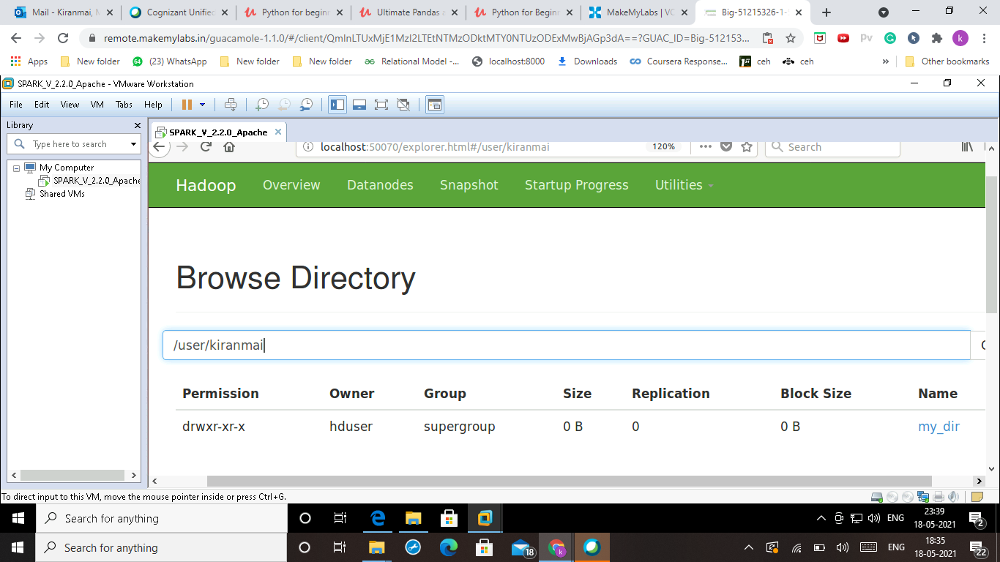 Mail - Kiranmai, M
Cognizant Unified
Python for beginn
Ultimate Pandas a
Python for Beginn
MakeMyLabs | VC
Big-51215326-1-
remote.makemylabs.in/guacamole-1.1.0/#/client/QmlnLTUxMjE1MzI2LTEtNTMzODktMTY0NTUzODExMwBjAGp3dA==?GUAC_ID=Big-512153...
Apps
New folder
(23) WhatsApp
New folder
New folder
Relational Model -...
localhost:8000
Downloads
Coursera Response...
ceh
ceh
»
Other bookmarks
SPARK_V_2.2.0_Apache - VMware Workstation
File Edit View VM Tabs Help
Library
SPARK_V_2.2.0_Apache
Type here to search
localhost:50070/explorer.html#/user/kiranmai
120%
Search
My Computer
SPARK_V_2.2.0_Apache
Shared VMs
Hadoop Overview Datanodes Snapshot Startup Progress Utilities
Browse Directory
/user/kiranmai
Permission Owner Group Size Replication Block Size Name
drwxr-xr-x hduser supergroup 0 B 0 0 B my_dir
To direct input to this VM, move the mouse pointer inside or press Ctrl+G.
Search for anything
ENG
23:39
18-05-2021
2
Search for anything
18
ENG
18:35
18-05-2021
22